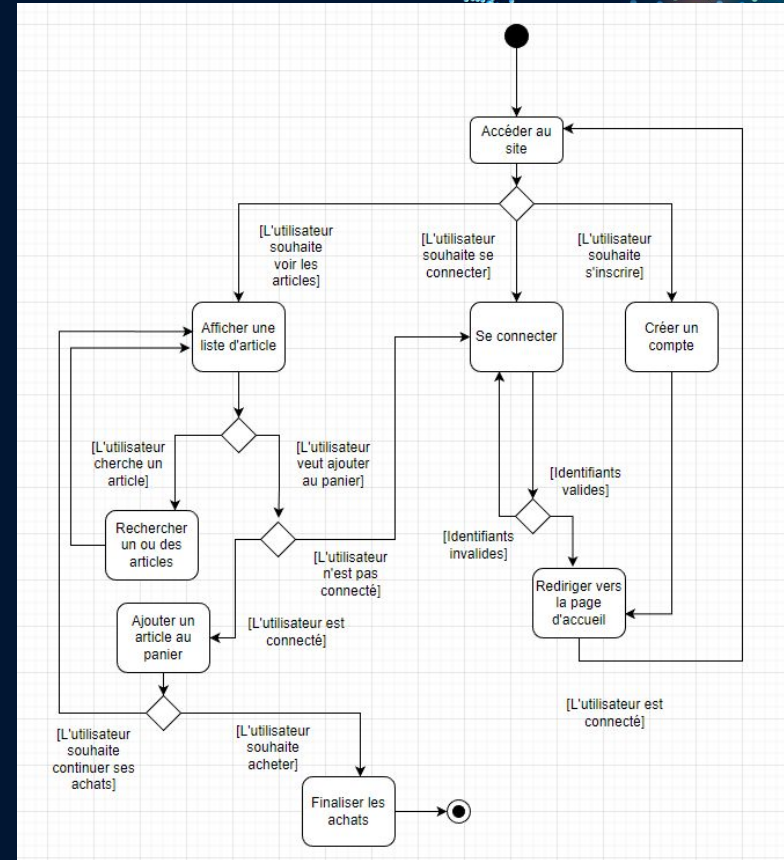 Accéder au
site
[L'utilisateur
souhaite
voir les
articles]
[L'utilisateur
souhaite se
connecter]
[L'utilisateur
souhaite
s'inscrire]
Afficher une
liste d'article
Se connecter
Créer un
compte
[L'utilisateur
cherche un
article]
[L'utilisateur
veut ajouter
au panier]
[Identifiants
valides]
Rechercher
un ou des
articles
[Identifiants
invalides]
[L'utilisateur
n'est pas
connecté]
Rediriger vers
la page
d'accueil
Ajouter un
article au
panier
[L'utilisateur est
connecté]
[L'utilisateur est
connecté]
[L'utilisateur
souhaite
continuer ses
achats]
[L'utilisateur
souhaite
acheter]
Finaliser les
achats